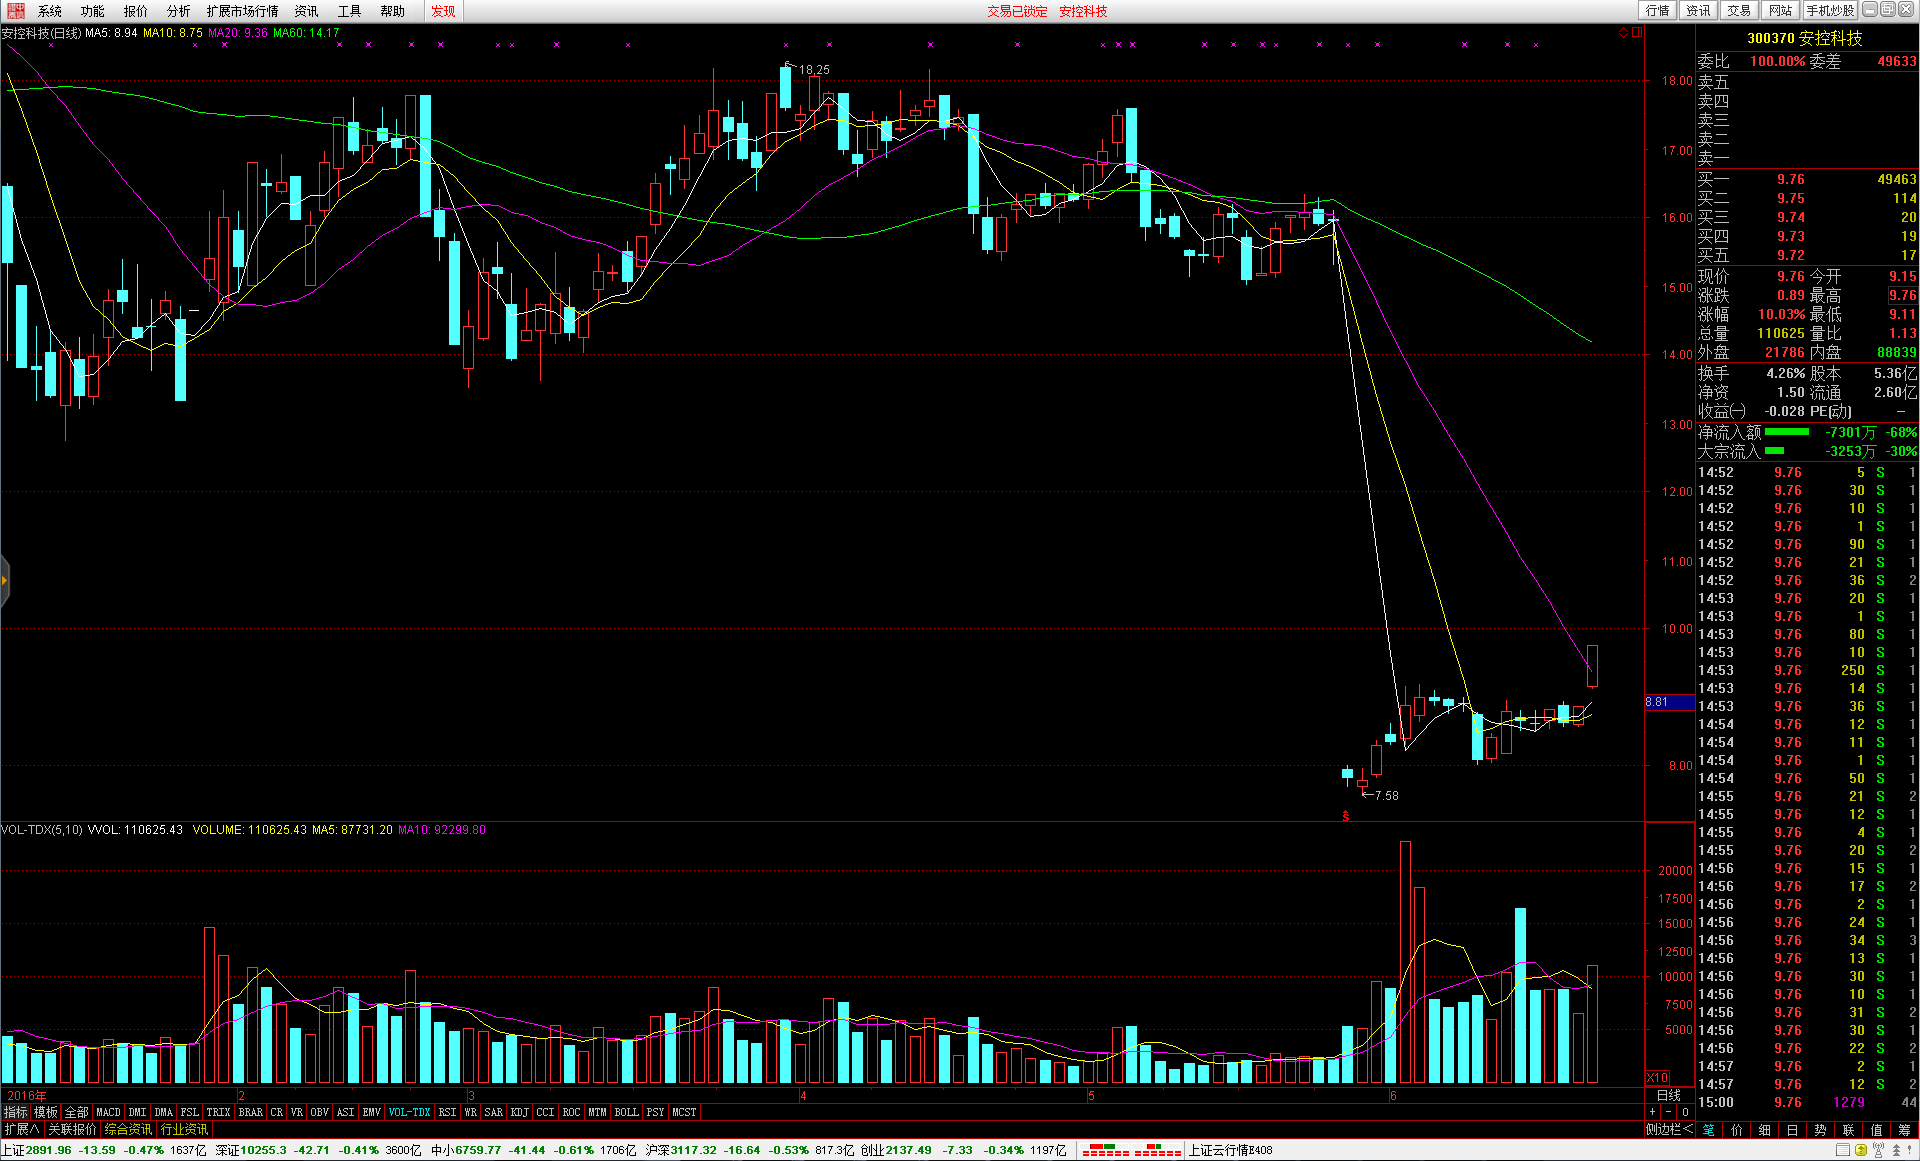 系统 功能 报价 分析 扩展市场行情 资讯 工具 帮助 发现 交易已锁定 安控科技 行情 资讯 交易 网站 手机炒股
安控科技(日线) MA5: 8.94 MA10: 8.75 MA20: 9.36 MA60: 14.17
18.25
7.58
18.00
17.00
16.00
15.00
14.00
13.00
12.00
11.00
10.00
8.81
8.00
VOL-TDX(5,10) VVOL: 110625.43 VOLUME: 110625.43 MA5: 87731.20 MA10: 92299.80
20000
17500
15000
12500
10000
7500
5000
X10
2016年 2 3 4 5 6 日线
指标 模板 全部 MACD DMI DMA FSL TRIX BRAR CR VR OBV ASI EMV VOL-TDX RSI WR SAR KDJ CCI ROC MTM BOLL PSY MCST + - 0
扩展∧ 关联报价 综合资讯 行业资讯 侧边栏< 笔 价 细 日 势 联 值 筹
300370 安控科技
委比 100.00% 委差 49633
卖五
卖四
卖三
卖二
卖一
买一 9.76 49463
买二 9.75 114
买三 9.74 20
买四 9.73 19
买五 9.72 17
现价 9.76 今开 9.15
涨跌 0.89 最高 9.76
涨幅 10.03% 最低 9.11
总量 110625 量比 1.13
外盘 21786 内盘 88839
换手 4.26% 股本 5.36亿
净资 1.50 流通 2.60亿
收益(一) -0.028 PE(动) –
净流入额 -7301万 -68%
大宗流入 -3253万 -30%
14:52 9.76 5 S 1
14:52 9.76 30 S 1
14:52 9.76 10 S 1
14:52 9.76 1 S 1
14:52 9.76 90 S 1
14:52 9.76 21 S 1
14:52 9.76 36 S 2
14:53 9.76 20 S 1
14:53 9.76 1 S 1
14:53 9.76 80 S 1
14:53 9.76 10 S 1
14:53 9.76 250 S 1
14:53 9.76 14 S 1
14:53 9.76 36 S 1
14:54 9.76 12 S 1
14:54 9.76 11 S 1
14:54 9.76 1 S 1
14:54 9.76 50 S 1
14:55 9.76 21 S 2
14:55 9.76 12 S 1
14:55 9.76 4 S 1
14:55 9.76 20 S 2
14:56 9.76 15 S 1
14:56 9.76 17 S 2
14:56 9.76 2 S 1
14:56 9.76 24 S 1
14:56 9.76 34 S 3
14:56 9.76 13 S 1
14:56 9.76 30 S 1
14:56 9.76 10 S 1
14:56 9.76 31 S 2
14:56 9.76 30 S 1
14:56 9.76 22 S 2
14:57 9.76 2 S 1
14:57 9.76 12 S 2
15:00 9.76 1279 44
上证2891.96 -13.59 -0.47% 1637亿 深证10255.3 -42.71 -0.41% 3600亿 中小6759.77 -41.44 -0.61% 1706亿 沪深3117.32 -16.64 -0.53% 817.3亿 创业2137.49 -7.33 -0.34% 1197亿 上证云行情E408